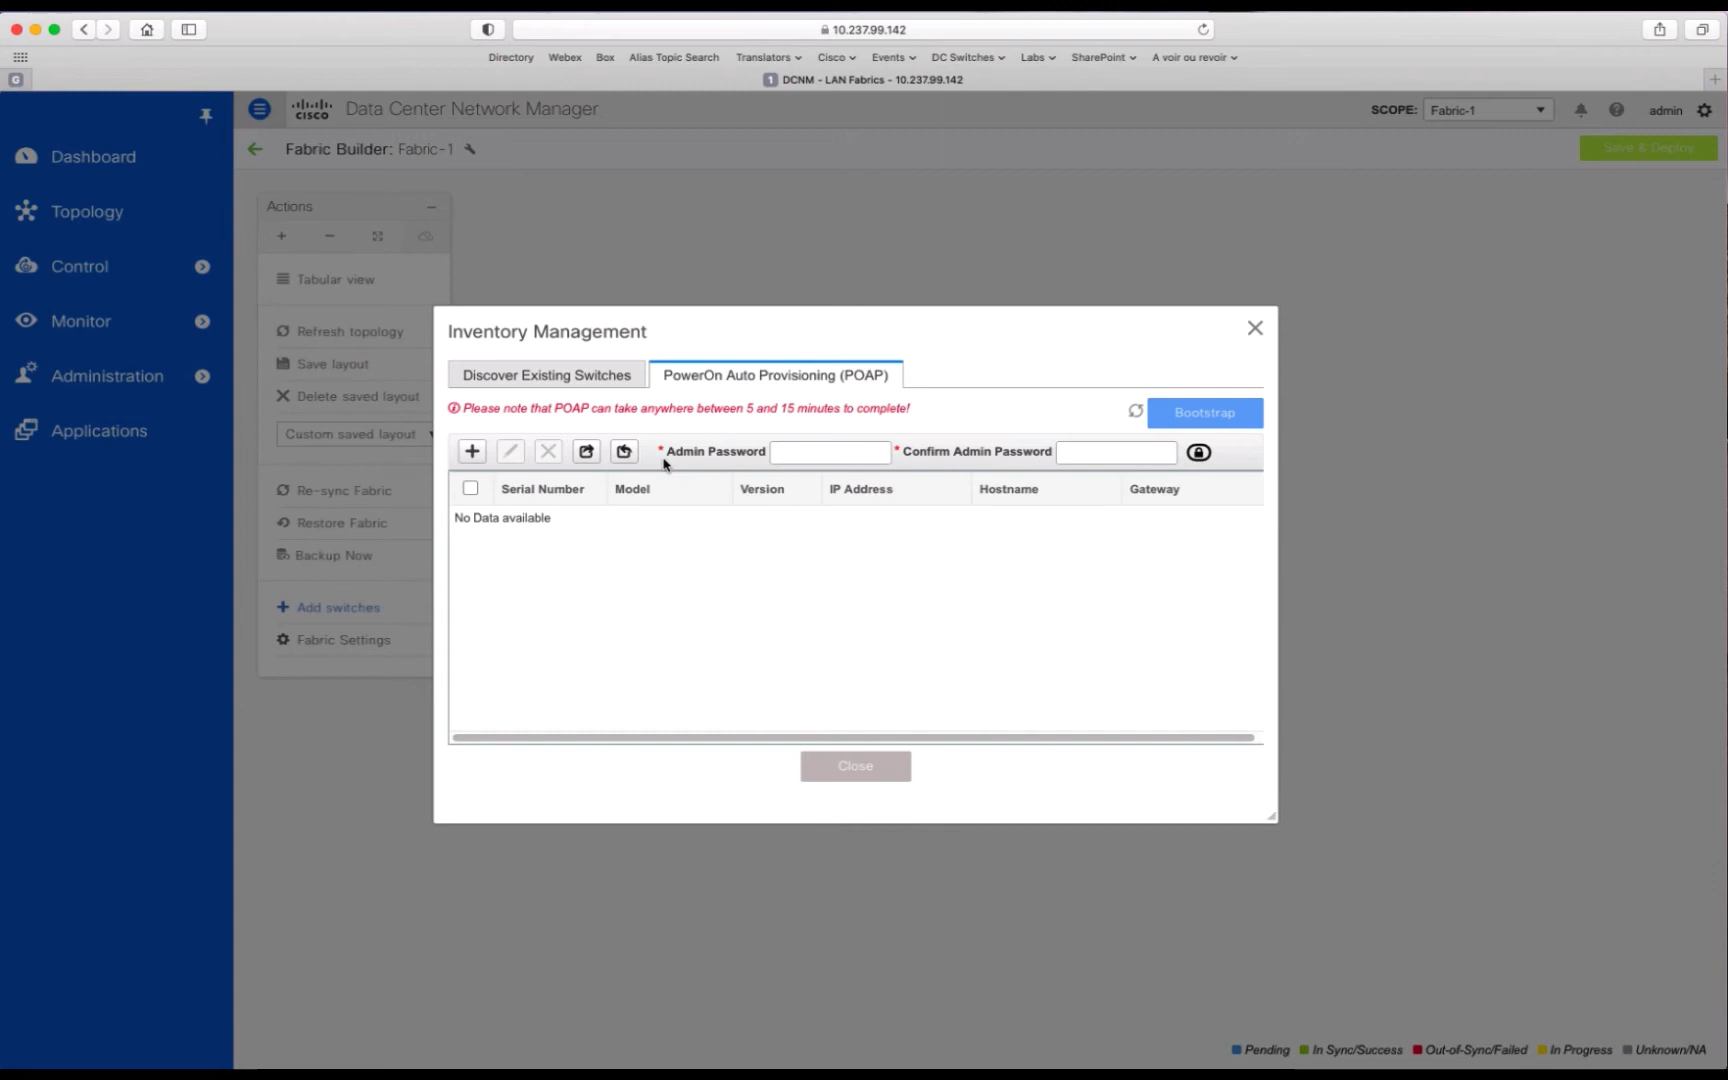 10.237.99.142
Directory Webex Box Alias Topic Search Translators Cisco Events DC Switches Labs SharePoint A voir ou revoir
G
1 DCNM - LAN Fabrics - 10.237.99.142
cisco Data Center Network Manager
SCOPE: Fabric-1 admin
Fabric Builder: Fabric-1
Save & Deploy
Dashboard
Topology
Control
Monitor
Administration
Applications
Actions
Tabular view
Refresh topology
Save layout
Delete saved layout
Custom saved layout
Re-sync Fabric
Restore Fabric
Backup Now
Add switches
Fabric Settings
Inventory Management
Discover Existing Switches PowerOn Auto Provisioning (POAP)
Please note that POAP can take anywhere between 5 and 15 minutes to complete!
Bootstrap
* Admin Password * Confirm Admin Password
Serial Number Model Version IP Address Hostname Gateway
No Data available
Close
Pending In Sync/Success Out-of-Sync/Failed In Progress Unknown/NA